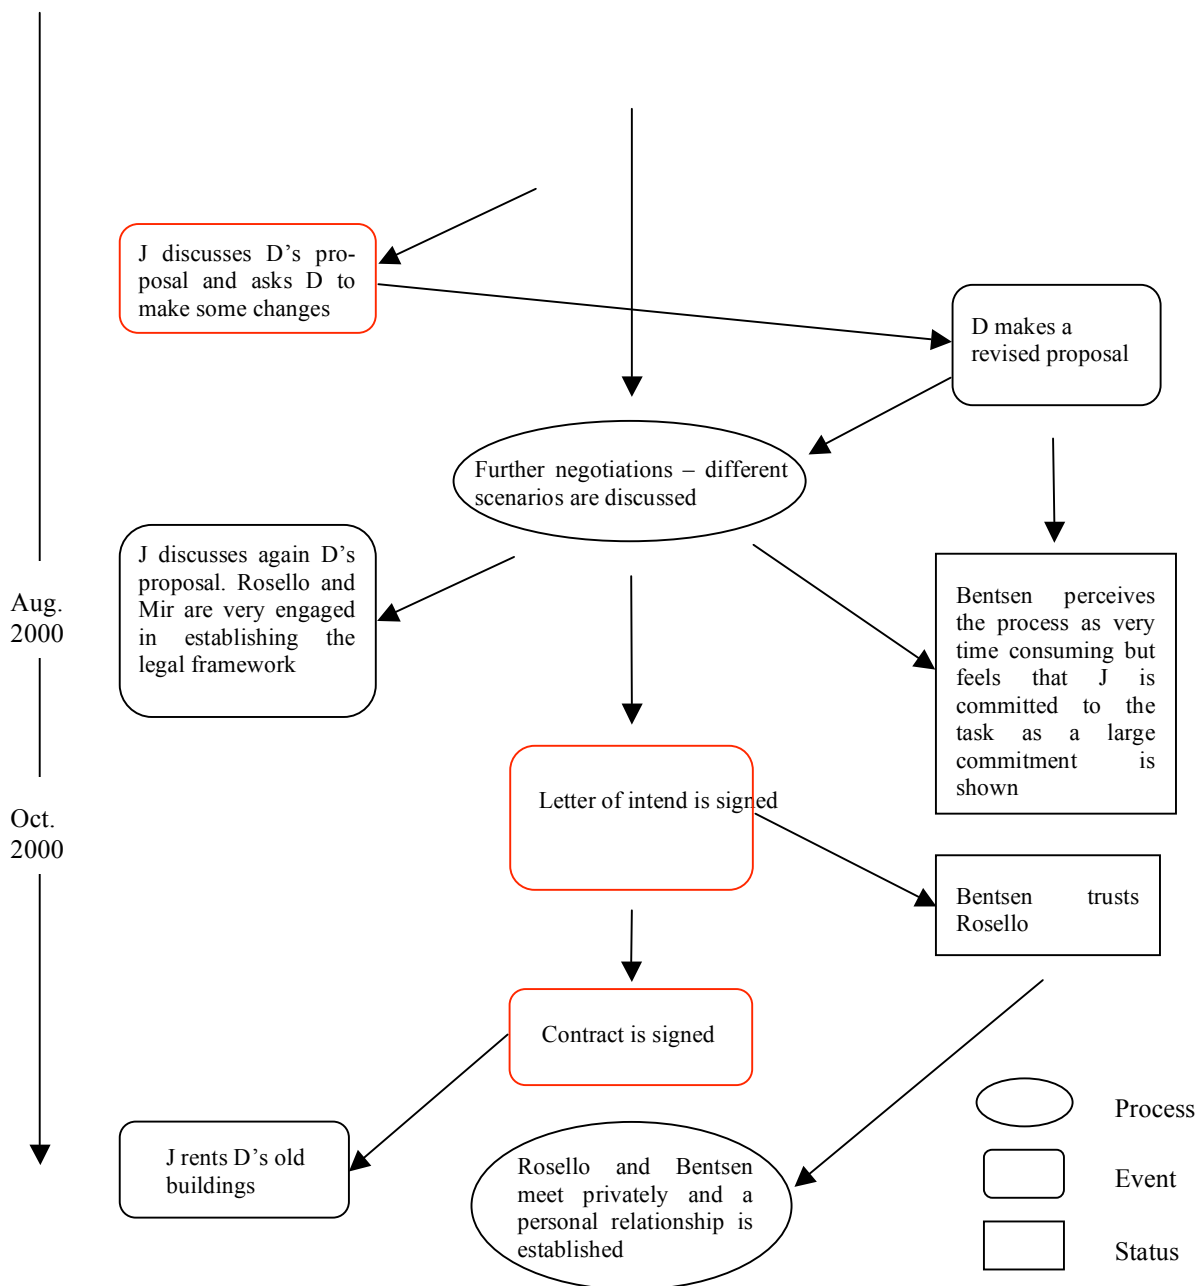 J discusses D’s pro-
posal and asks D to
make some changes
D makes a
revised proposal
Further negotiations – different
scenarios are discussed
J discusses again D’s
proposal. Rosello and
Mir are very engaged
in establishing the
legal framework
Aug.
2000
Bentsen perceives
the process as very
time consuming but
feels that J is
committed to the
task as a large
commitment is
shown
Letter of intend is signed
Oct.
2000
Bentsen trusts
Rosello
Contract is signed
J rents D’s old
buildings
Rosello and Bentsen
meet privately and a
personal relationship is
established
Process
Event
Status